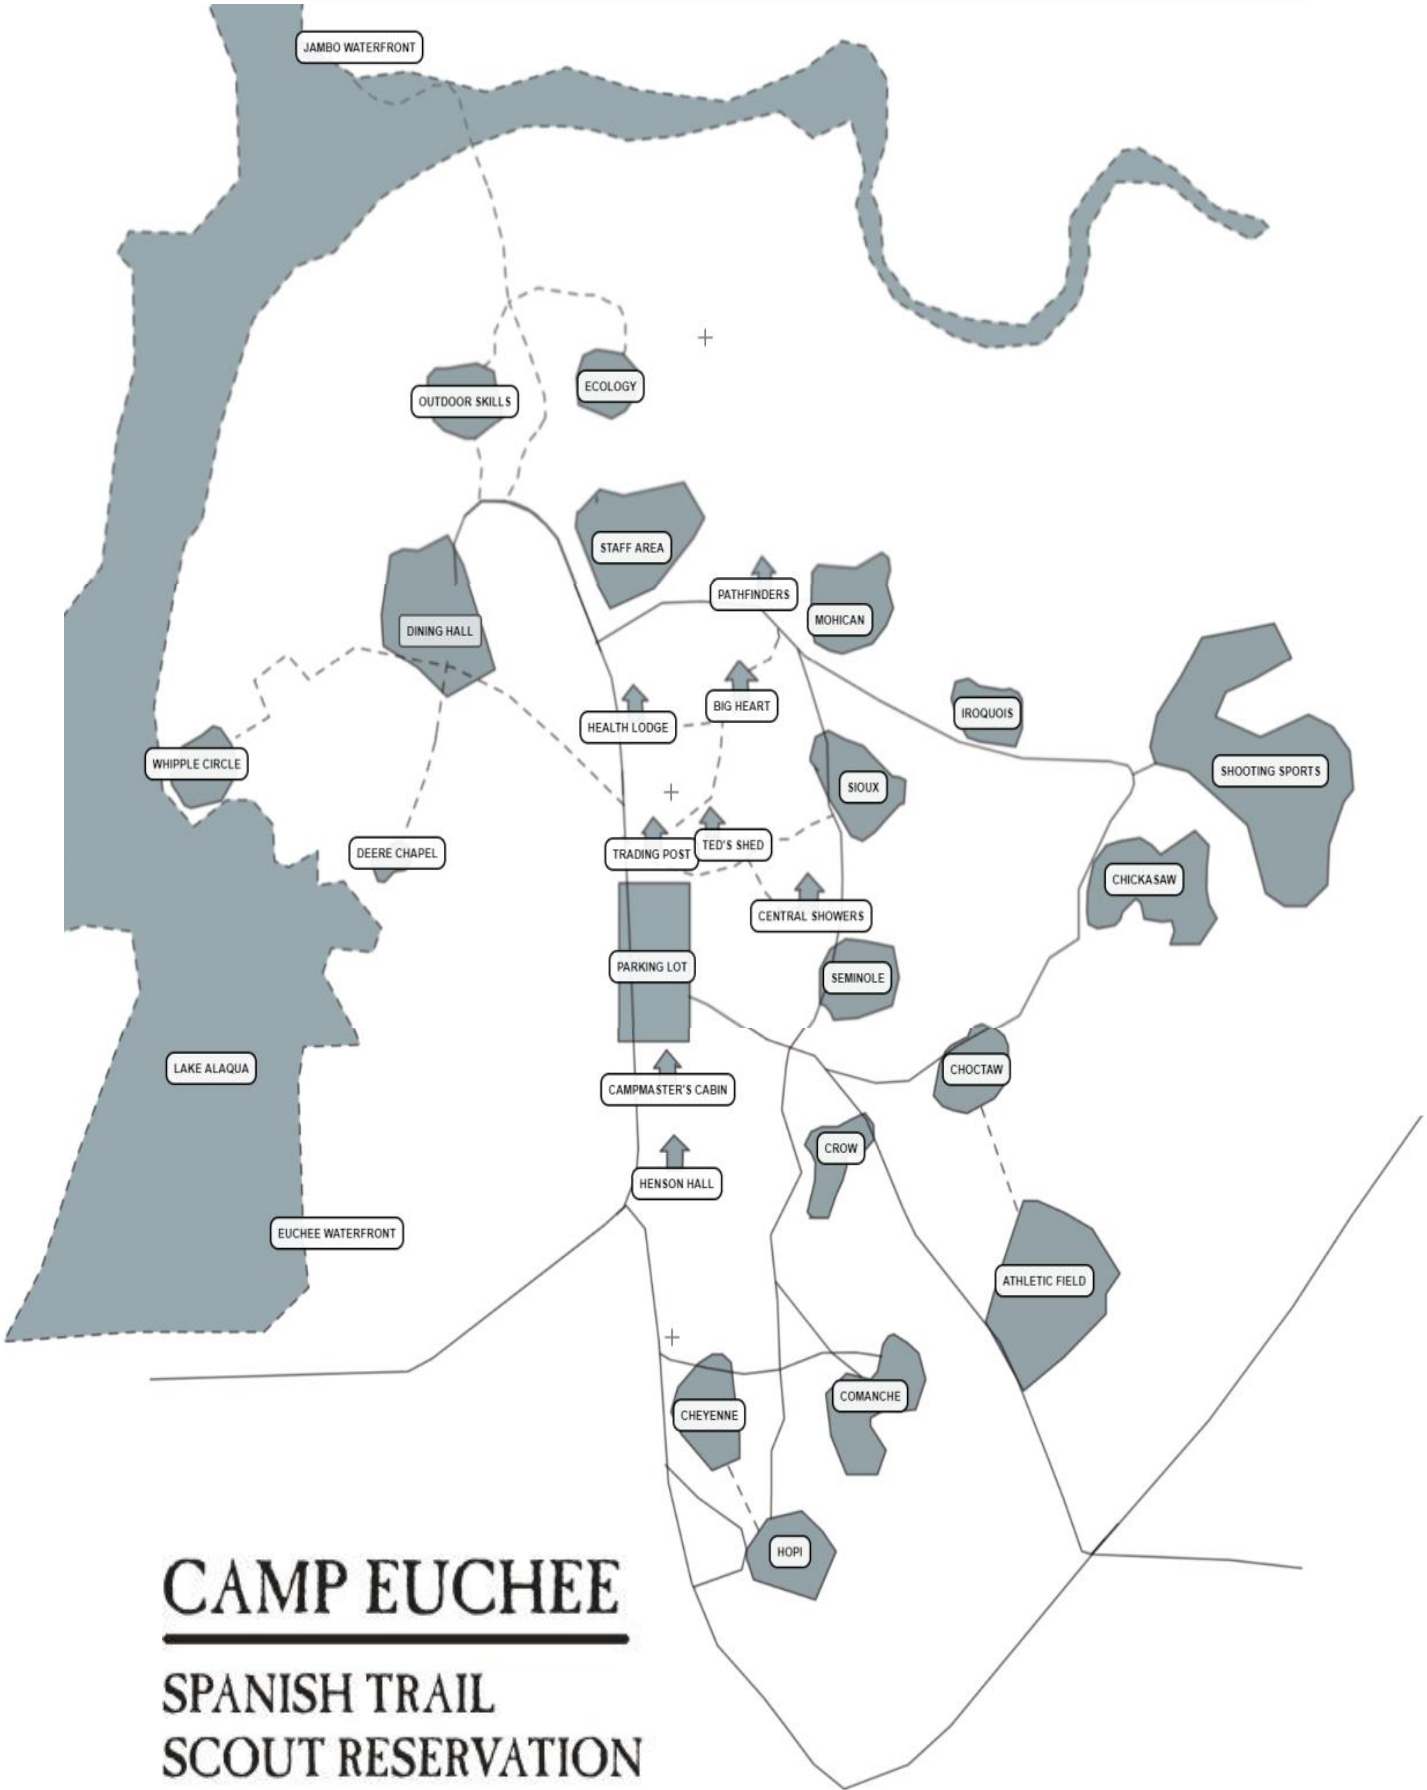 JAMBO WATERFRONT
ECOLOGY
OUTDOOR SKILLS
STAFF AREA
PATHFINDERS
MOHICAN
DINING HALL
BIG HEART
IROQUOIS
HEALTH LODGE
WHIPPLE CIRCLE
SHOOTING SPORTS
SIOUX
TED'S SHED
DEERE CHAPEL
TRADING POST
CHICKASAW
CENTRAL SHOWERS
PARKING LOT
SEMINOLE
LAKE ALAQUA
CHOCTAW
CAMPMASTER'S CABIN
CROW
HENSON HALL
EUCHEE WATERFRONT
ATHLETIC FIELD
COMANCHE
CHEYENNE
HOPI
CAMP EUCHEE
SPANISH TRAIL
SCOUT RESERVATION